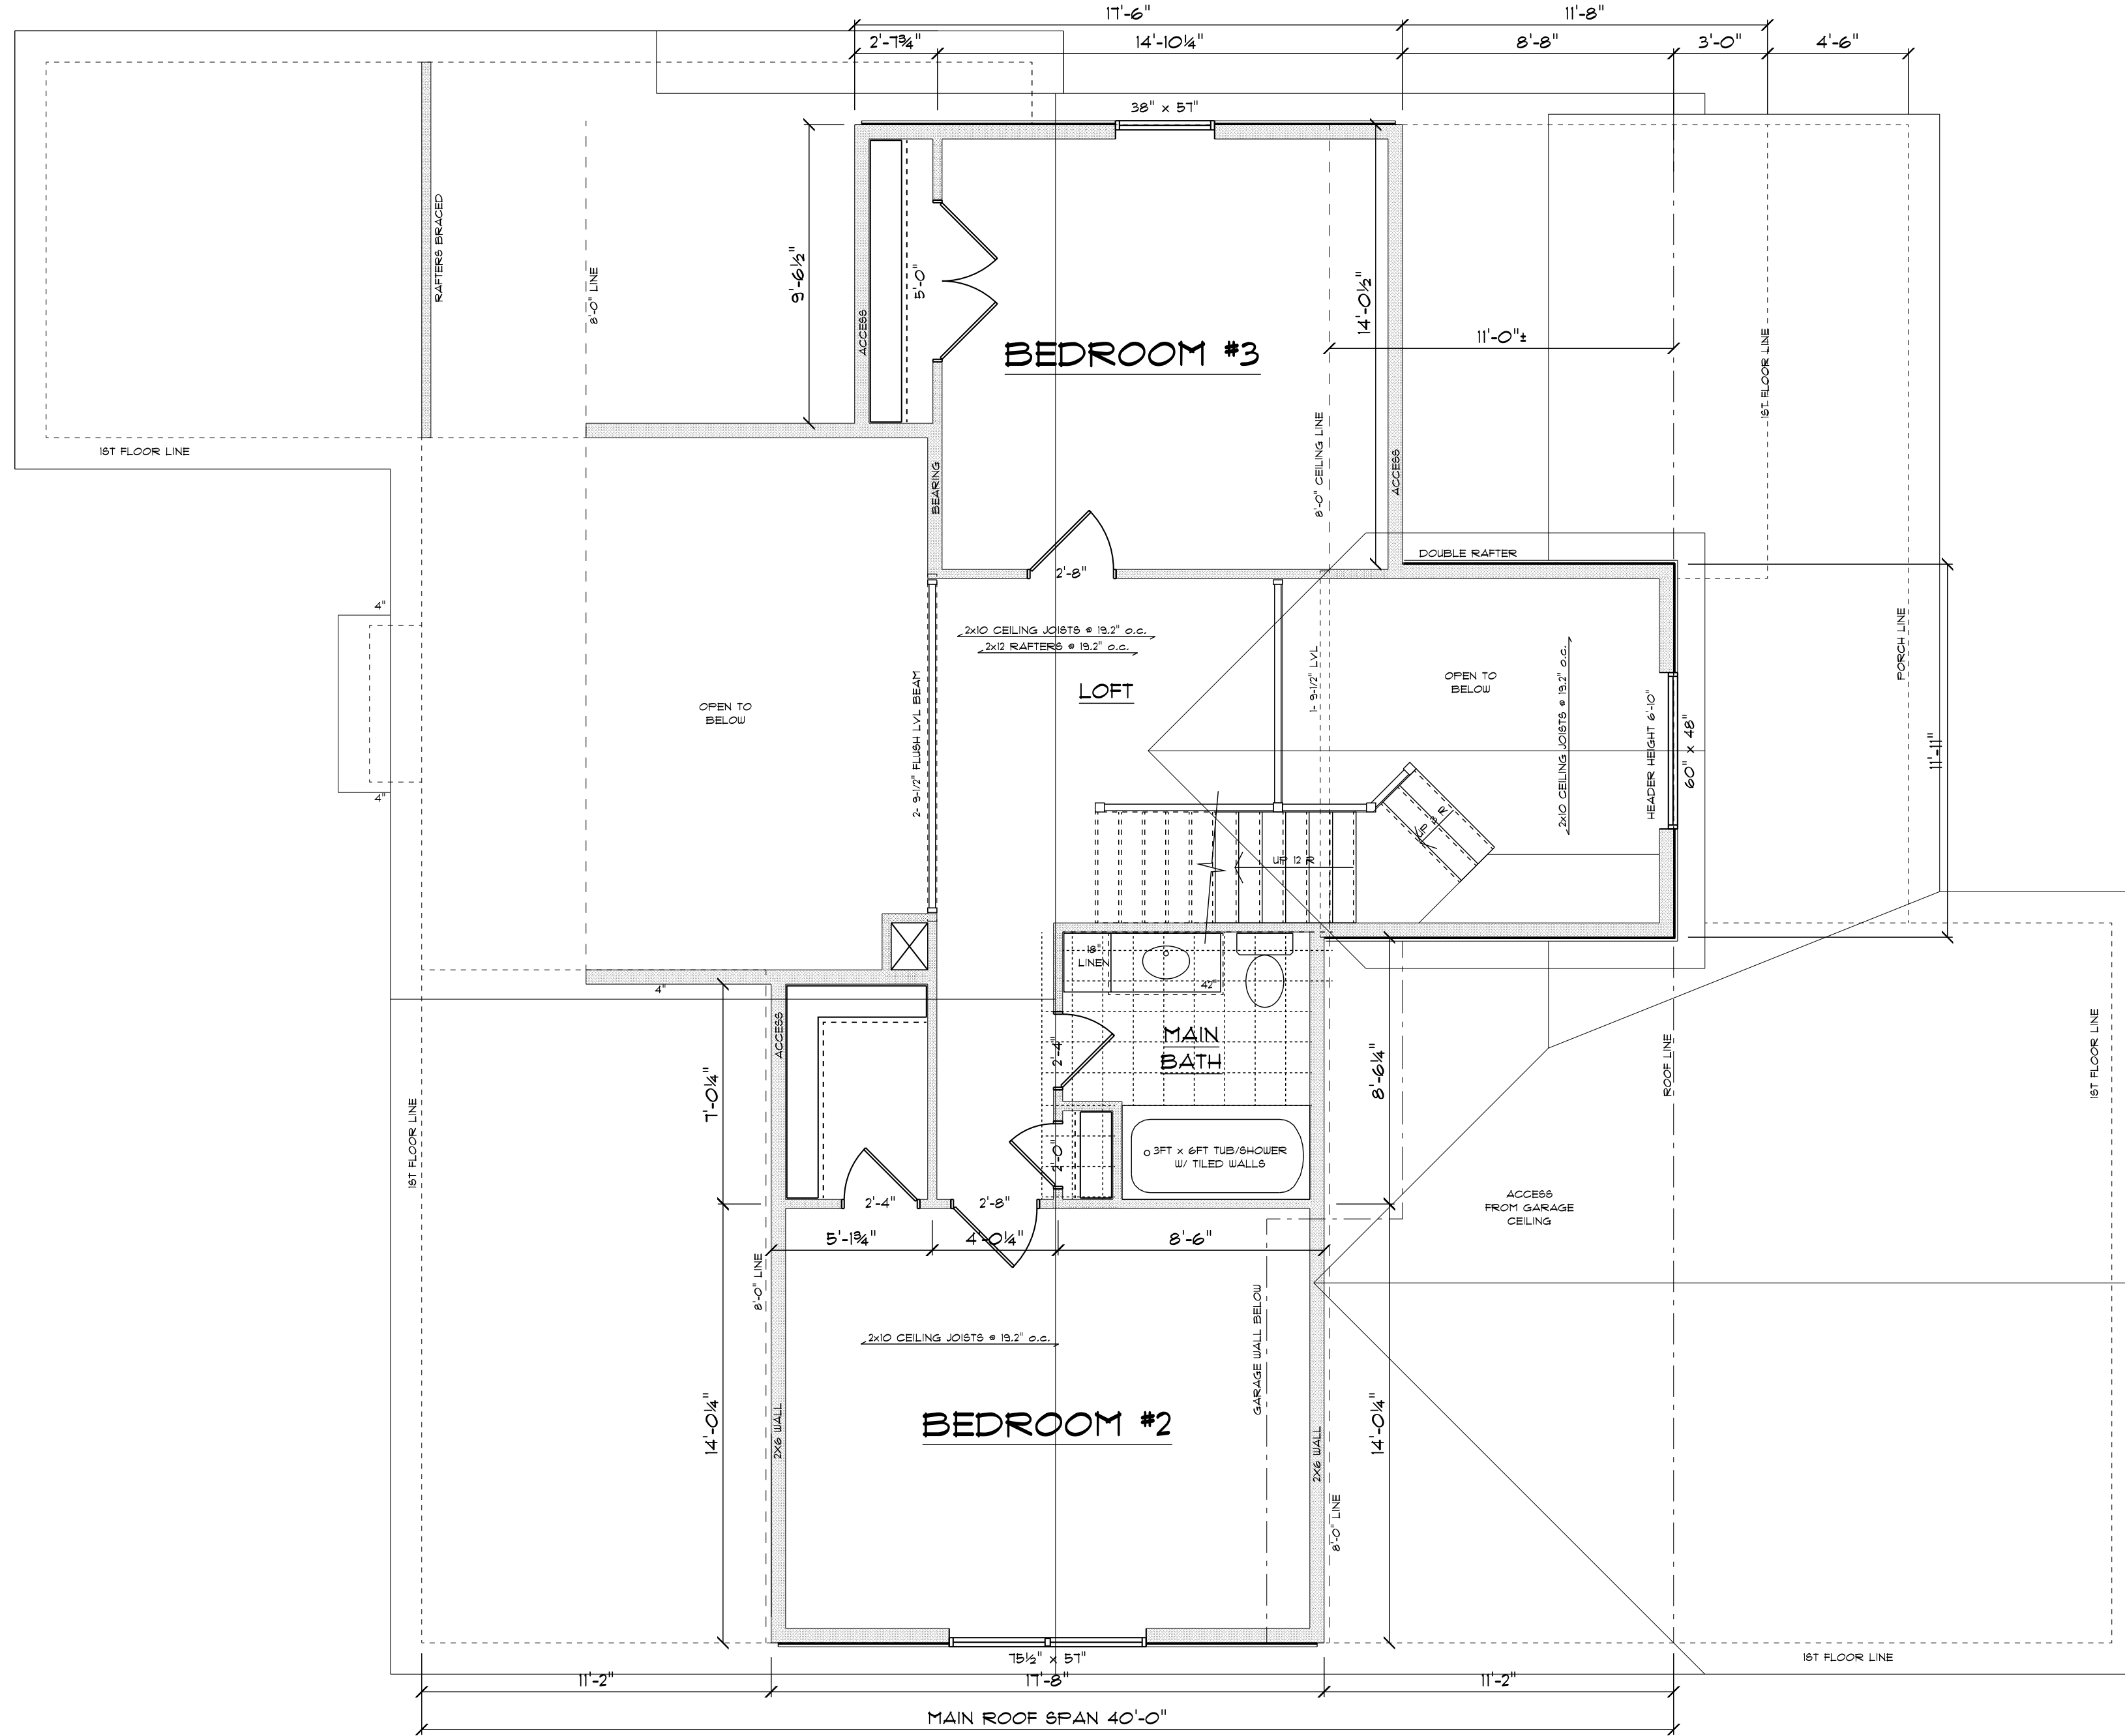 17'-6"
11'-8"
2'-7¾"
14'-10¼"
8'-8"
3'-0"
4'-6"
38" x 57"
RAFTERS BRACED
8'-0" LINE
9'-6½"
ACCESS
5'-0"
BEDROOM #3
14'-0½"
11'-0"±
1ST FLOOR LINE
8'-0" CEILING LINE
ACCESS
1ST FLOOR LINE
BEARING
DOUBLE RAFTER
2'-8"
4"
2x10 CEILING JOISTS @ 19.2" o.c.
2x12 RAFTERS @ 19.2" o.c.
LOFT
1- 9-1/2" LVL
OPEN TO
BELOW
2x10 CEILING JOISTS @ 19.2" o.c.
HEADER HEIGHT 6'-10"
60" x 48"
PORCH LINE
11'-11"
OPEN TO
BELOW
2- 9-1/2" FLUSH LVL BEAM
4"
UP 3 R
UP 12 R
18"
LINEN
42"
4"
ACCESS
MAIN
BATH
2'-4"
8'-6¼"
ROOF LINE
1ST FLOOR LINE
7'-0¼"
1ST FLOOR LINE
2'-0"
3FT x 6FT TUB/SHOWER
W/ TILED WALLS
2'-4"
2'-8"
ACCESS
FROM GARAGE
CEILING
5'-1¾"
4'-0¼"
8'-6"
8'-0" LINE
2x10 CEILING JOISTS @ 19.2" o.c.
GARAGE WALL BELOW
14'-0¼"
2X6 WALL
BEDROOM #2
2X6 WALL
14'-0¼"
8'-0" LINE
75½" x 57"
1ST FLOOR LINE
11'-2"
17'-8"
11'-2"
MAIN ROOF SPAN 40'-0"